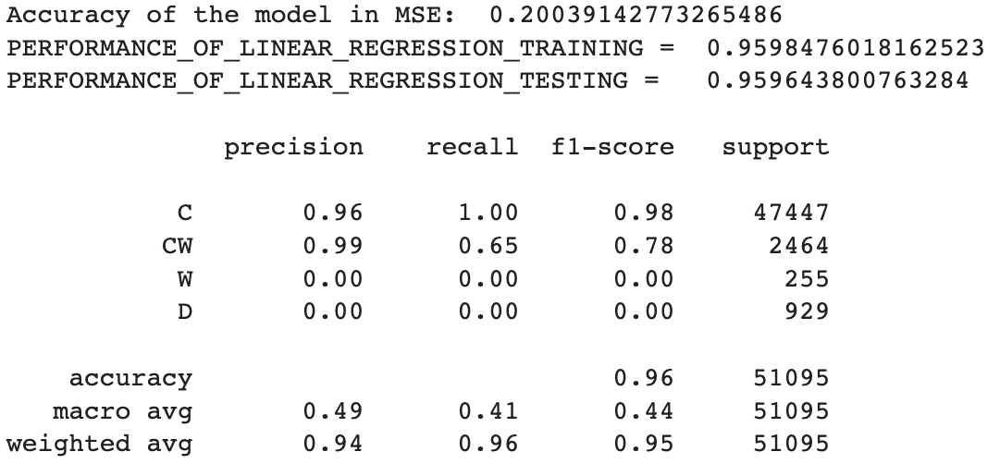 Accuracy of the model in MSE:  0.20039142773265486
PERFORMANCE_OF_LINEAR_REGRESSION_TRAINING =  0.9598476018162523
PERFORMANCE_OF_LINEAR_REGRESSION_TESTING =   0.959643800763284
precision    recall  f1-score   support
C       0.96      1.00      0.98     47447
CW       0.99      0.65      0.78      2464
W       0.00      0.00      0.00       255
D       0.00      0.00      0.00       929
accuracy                           0.96     51095
macro avg       0.49      0.41      0.44     51095
weighted avg       0.94      0.96      0.95     51095